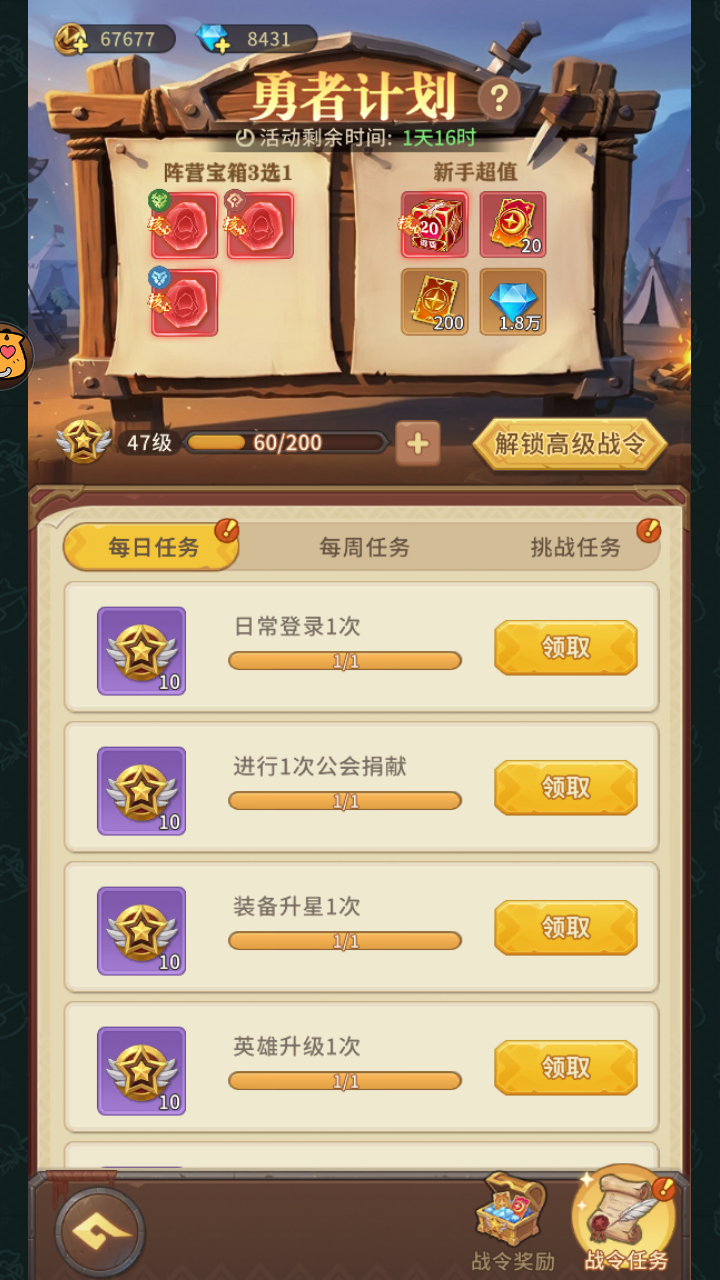 67677
8431
勇者计划
?
活动剩余时间: 1天16时
阵营宝箱3选1
新手超值
核心
核心
核心
20
20
核心
200
1.8万
47级
60/200
解锁高级战令
每日任务
每周任务
挑战任务
日常登录1次
1/1
10
领取
进行1次公会捐献
1/1
10
领取
装备升星1次
1/1
10
领取
英雄升级1次
1/1
10
领取
战令奖励
战令任务